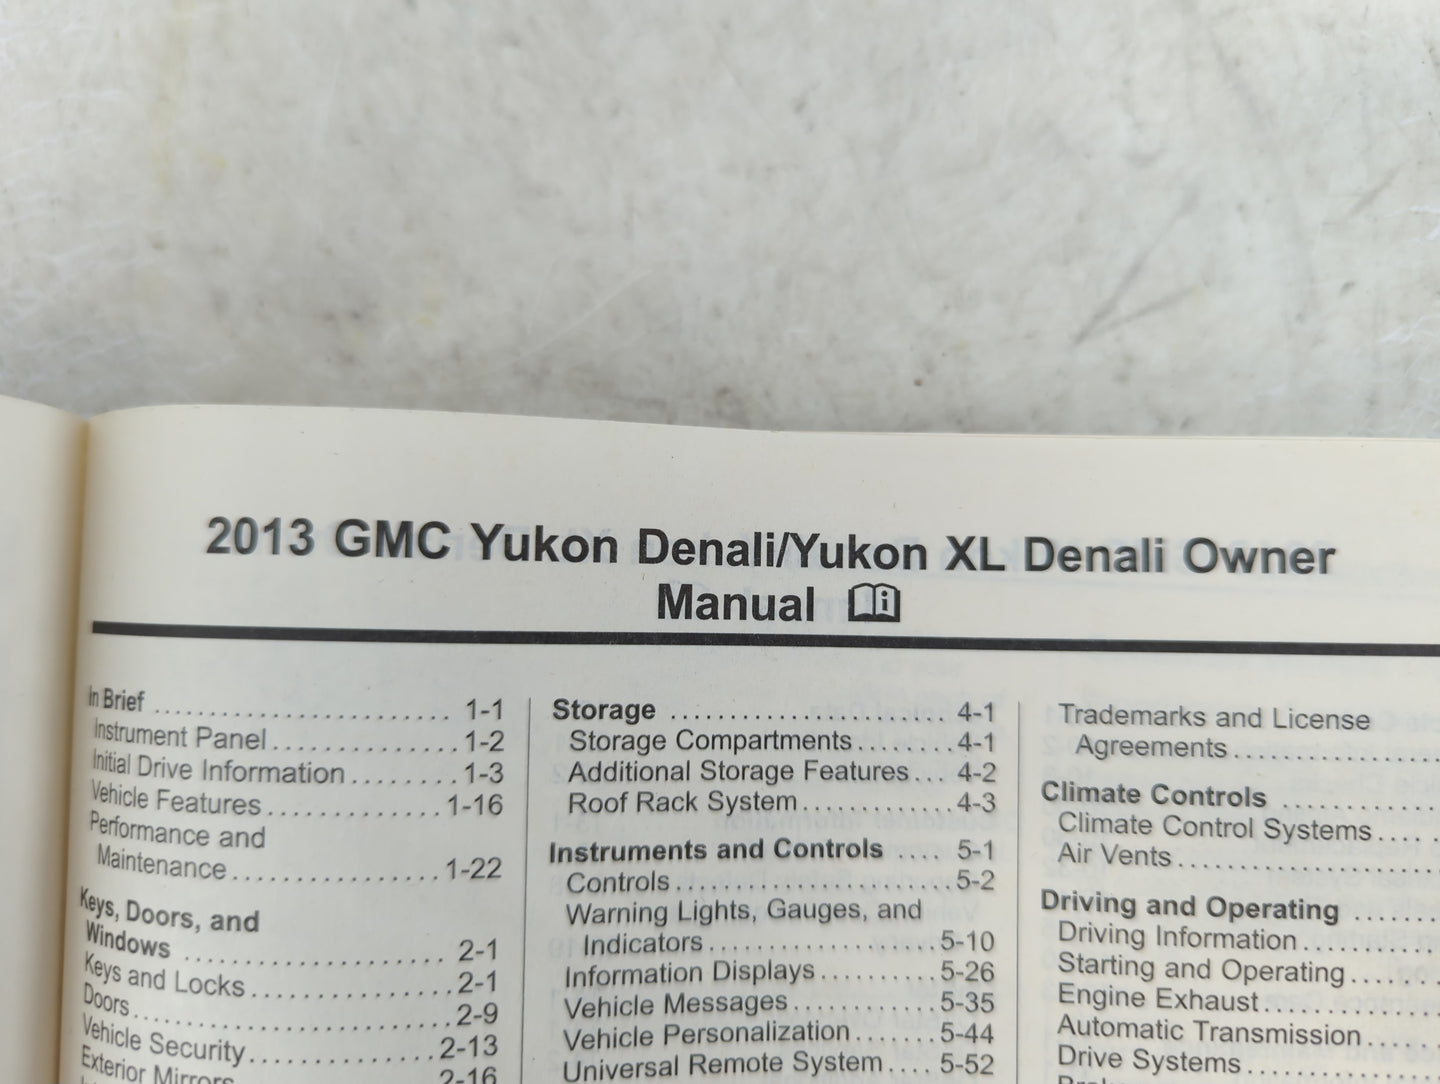 2013 GMC Yukon Denali/Yukon XL Denali Owner
Manual
In Brief ........................ 1-1
Instrument Panel ............... 1-2
Initial Drive Information ........ 1-3
Vehicle Features ............... 1-16
Performance and
Maintenance ................. 1-22
Keys, Doors, and
Windows ..................... 2-1
Keys and Locks ................ 2-1
Doors .......................... 2-9
Vehicle Security ............... 2-13
Exterior Mirrors 2-16
Storage ...................... 4-1
Storage Compartments ........ 4-1
Additional Storage Features ... 4-2
Roof Rack System ............. 4-3
Instruments and Controls .... 5-1
Controls ........................ 5-2
Warning Lights, Gauges, and
Indicators .................... 5-10
Information Displays .......... 5-26
Vehicle Messages ............. 5-35
Vehicle Personalization ....... 5-44
Universal Remote System .... 5-52
Trademarks and License
Agreements
Climate Controls
Climate Control Systems
Air Vents
Driving and Operating
Driving Information
Starting and Operating
Engine Exhaust
Automatic Transmission
Drive Systems